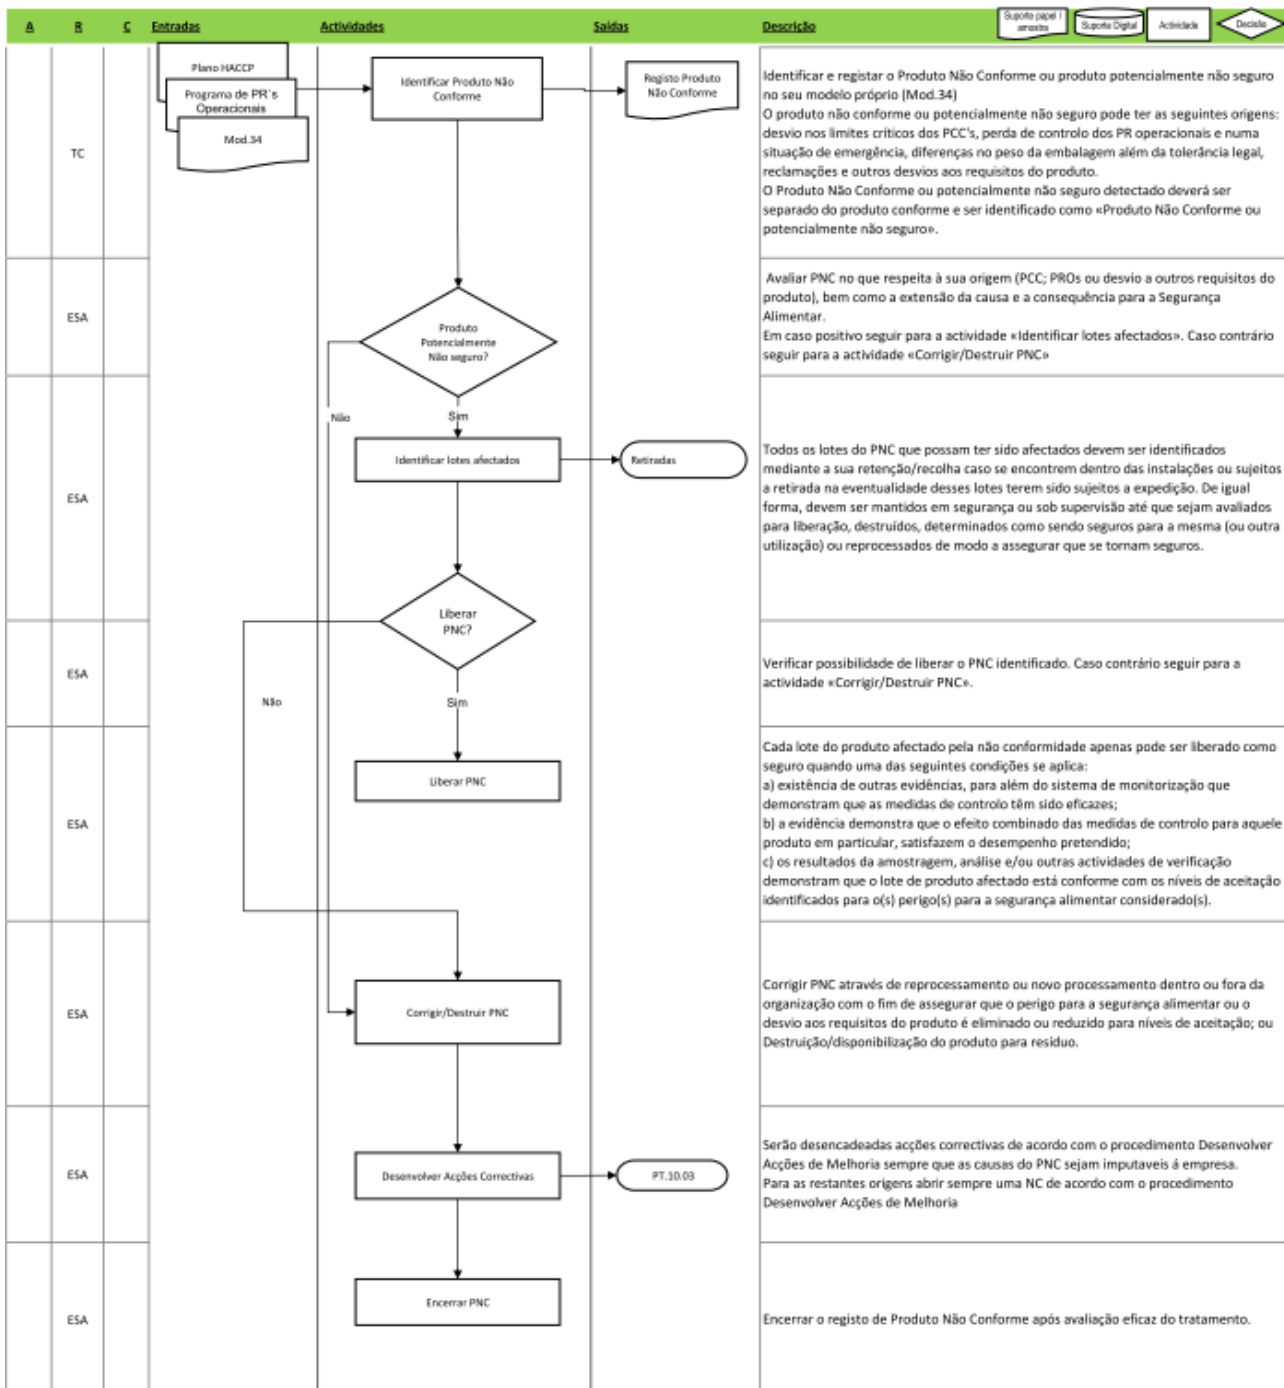 A R C Entradas Actividades Saídas Descrição
Suporte papel /
amostra
Suporte Digital
Actividade
Decisão
TC
Plano HACCP
Programa de PR`s
Operacionais
Mod.34
Identificar Produto Não
Conforme
Registo Produto
Não Conforme
Identificar e registar o Produto Não Conforme ou produto potencialmente não seguro
no seu modelo próprio (Mod.34)
O produto não conforme ou potencialmente não seguro pode ter as seguintes origens:
desvio nos limites críticos dos PCC's, perda de controlo dos PR operacionais e numa
situação de emergência, diferenças no peso da embalagem além da tolerância legal,
reclamações e outros desvios aos requisitos do produto.
O Produto Não Conforme ou potencialmente não seguro detectado deverá ser
separado do produto conforme e ser identificado como «Produto Não Conforme ou
potencialmente não seguro».
ESA
Produto
Potencialmente
Não seguro?
Não
Sim
Avaliar PNC no que respeita à sua origem (PCC; PROs ou desvio a outros requisitos do
produto), bem como a extensão da causa e a consequência para a Segurança
Alimentar.
Em caso positivo seguir para a actividade «Identificar lotes afectados». Caso contrário
seguir para a actividade «Corrigir/Destruir PNC»
ESA
Identificar lotes afectados
Retiradas
Todos os lotes do PNC que possam ter sido afectados devem ser identificados
mediante a sua retenção/recolha caso se encontrem dentro das instalações ou sujeitos
a retirada na eventualidade desses lotes terem sido sujeitos a expedição. De igual
forma, devem ser mantidos em segurança ou sob supervisão até que sejam avaliados
para liberação, destruídos, determinados como sendo seguros para a mesma (ou outra
utilização) ou reprocessados de modo a assegurar que se tornam seguros.
ESA
Liberar
PNC?
Não
Sim
Verificar possibilidade de liberar o PNC identificado. Caso contrário seguir para a
actividade «Corrigir/Destruir PNC».
ESA
Liberar PNC
Cada lote do produto afectado pela não conformidade apenas pode ser liberado como
seguro quando uma das seguintes condições se aplica:
a) existência de outras evidências, para além do sistema de monitorização que
demonstram que as medidas de controlo têm sido eficazes;
b) a evidência demonstra que o efeito combinado das medidas de controlo para aquele
produto em particular, satisfazem o desempenho pretendido;
c) os resultados da amostragem, análise e/ou outras actividades de verificação
demonstram que o lote de produto afectado está conforme com os níveis de aceitação
identificados para o(s) perigo(s) para a segurança alimentar considerado(s).
ESA
Corrigir/Destruir PNC
Corrigir PNC através de reprocessamento ou novo processamento dentro ou fora da
organização com o fim de assegurar que o perigo para a segurança alimentar ou o
desvio aos requisitos do produto é eliminado ou reduzido para níveis de aceitação; ou
Destruição/disponibilização do produto para resíduo.
ESA
Desenvolver Acções Correctivas
PT.10.03
Serão desencadeadas acções correctivas de acordo com o procedimento Desenvolver
Acções de Melhoria sempre que as causas do PNC sejam imputaveis á empresa.
Para as restantes origens abrir sempre uma NC de acordo com o procedimento
Desenvolver Acções de Melhoria
ESA
Encerrar PNC
Encerrar o registo de Produto Não Conforme após avaliação eficaz do tratamento.